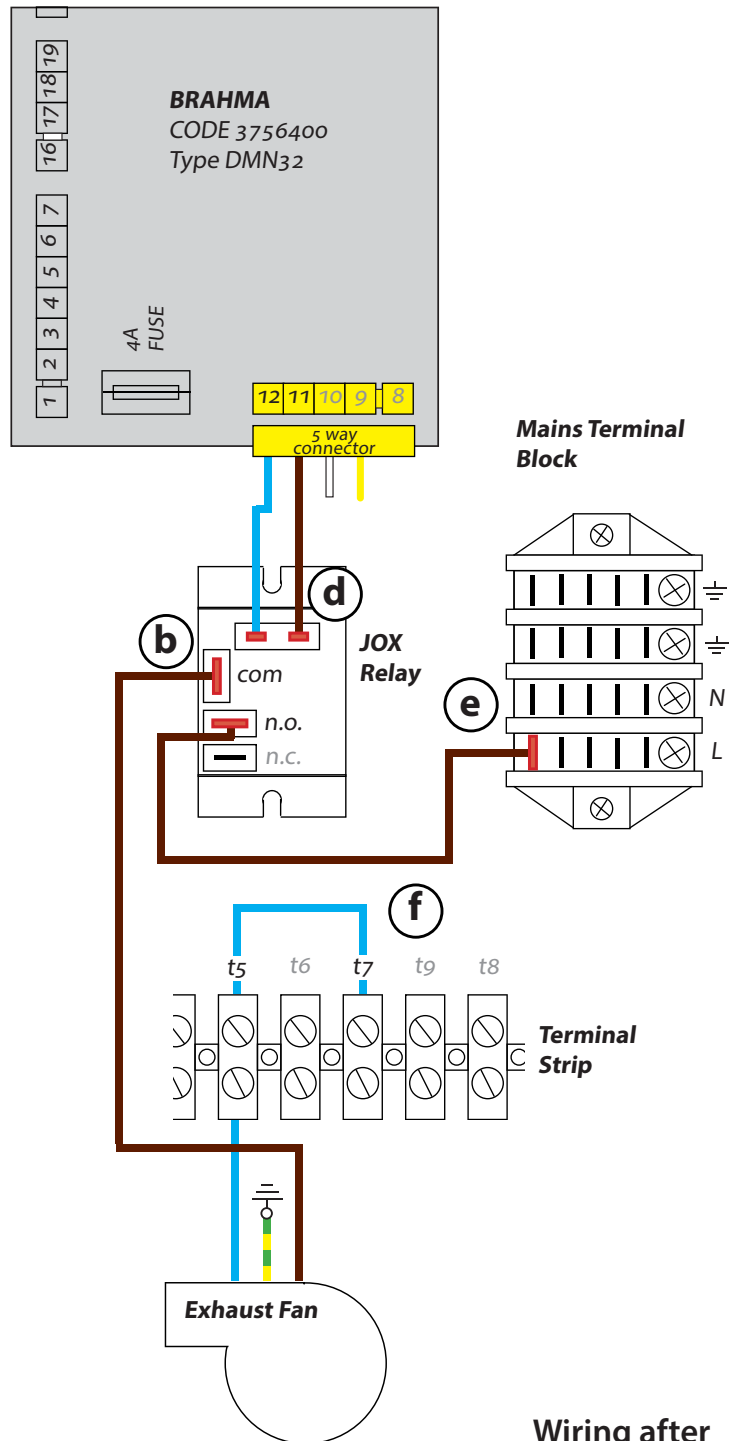 19
18
17
16
7
6
5
4
3
2
1
BRAHMA
CODE 3756400
Type DMN32
4A
FUSE
12 11 10 9 8
5 way
connector
Mains Terminal
Block
N
L
b
d
e
JOX
Relay
com
n.o.
n.c.
f
t5 t6 t7 t9 t8
Terminal
Strip
Exhaust Fan
Wiring after